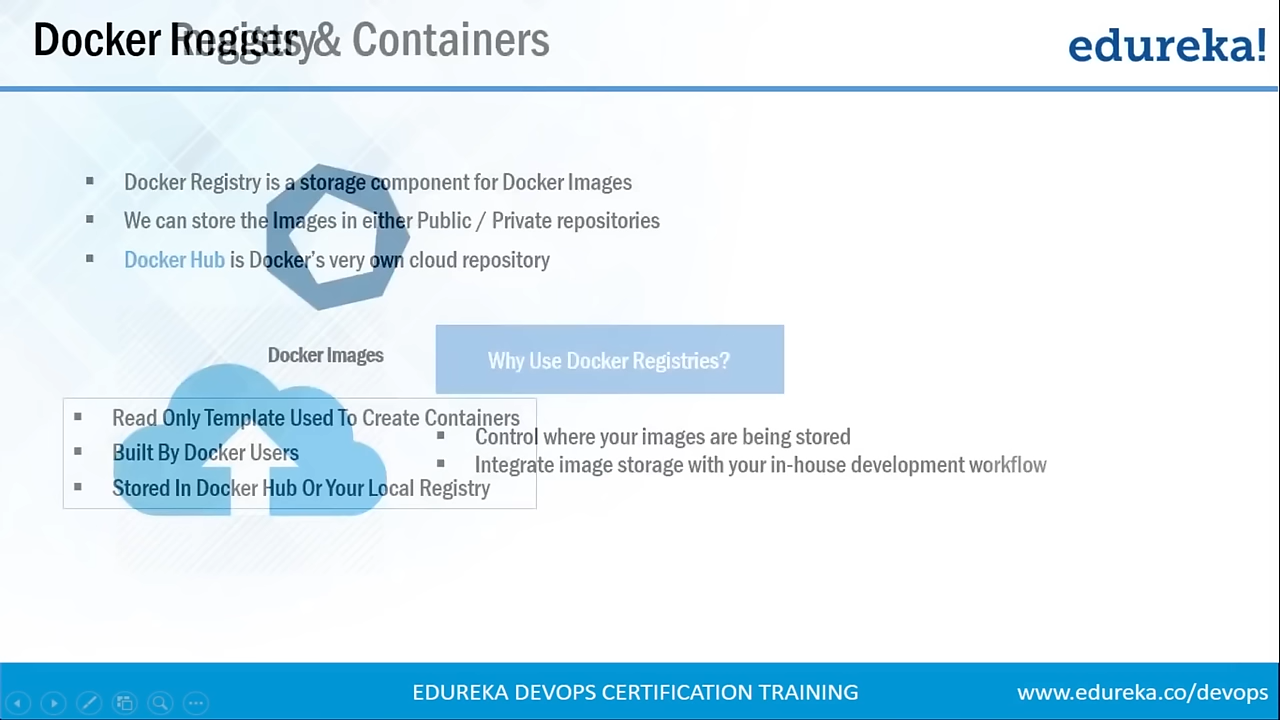 Docker Registry
Images & Containers
edureka!
Docker Registry is a storage component for Docker Images
We can store the Images in either Public / Private repositories
Docker Hub is Docker's very own cloud repository
Docker Images
Why Use Docker Registries?
Read Only Template Used To Create Containers
Built By Docker Users
Stored In Docker Hub Or Your Local Registry
Control where your images are being stored
Integrate image storage with your in-house development workflow
EDUREKA DEVOPS CERTIFICATION TRAINING
www.edureka.co/devops